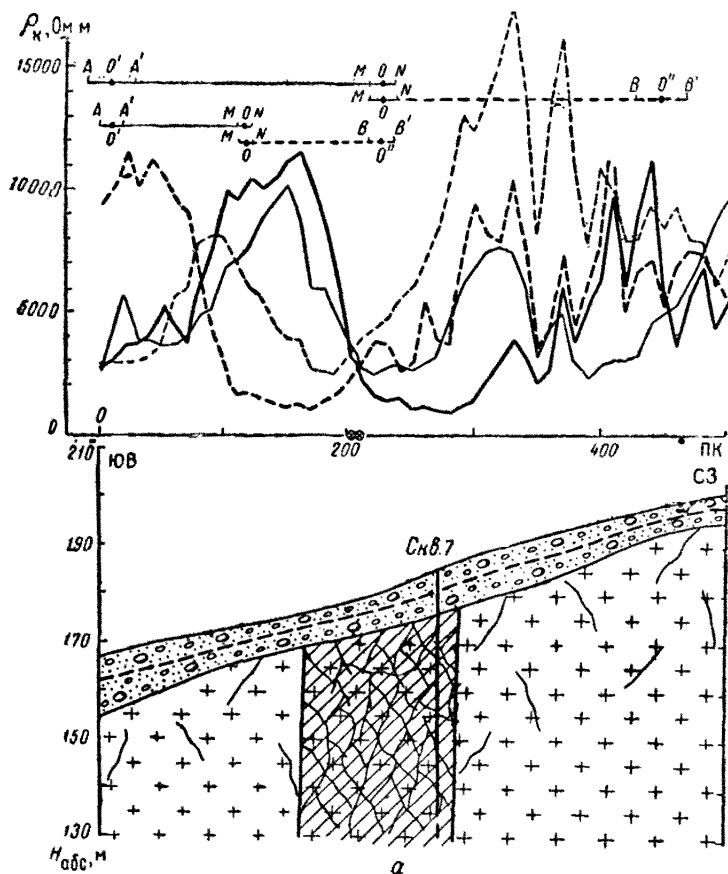 ρк, Ом м
15000
10000
5000
0
A O' A' M O N
M O N B O" B'
A A' M O N
O' M N B B'
O O"
0 200 400 ПК
210 ЮВ СЗ
190
170
150
130
Скв.7
Набс, м
а